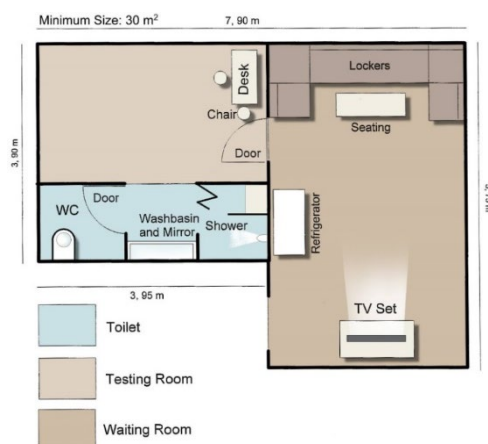 Minimum Size: 30 m²
7, 90 m
Lockers
Desk
Chair
Seating
Door
3, 90 m
Door
WC
Washbasin
and Mirror
Shower
Refrigerator
3, 95 m
TV Set
Toilet
Testing Room
Waiting Room